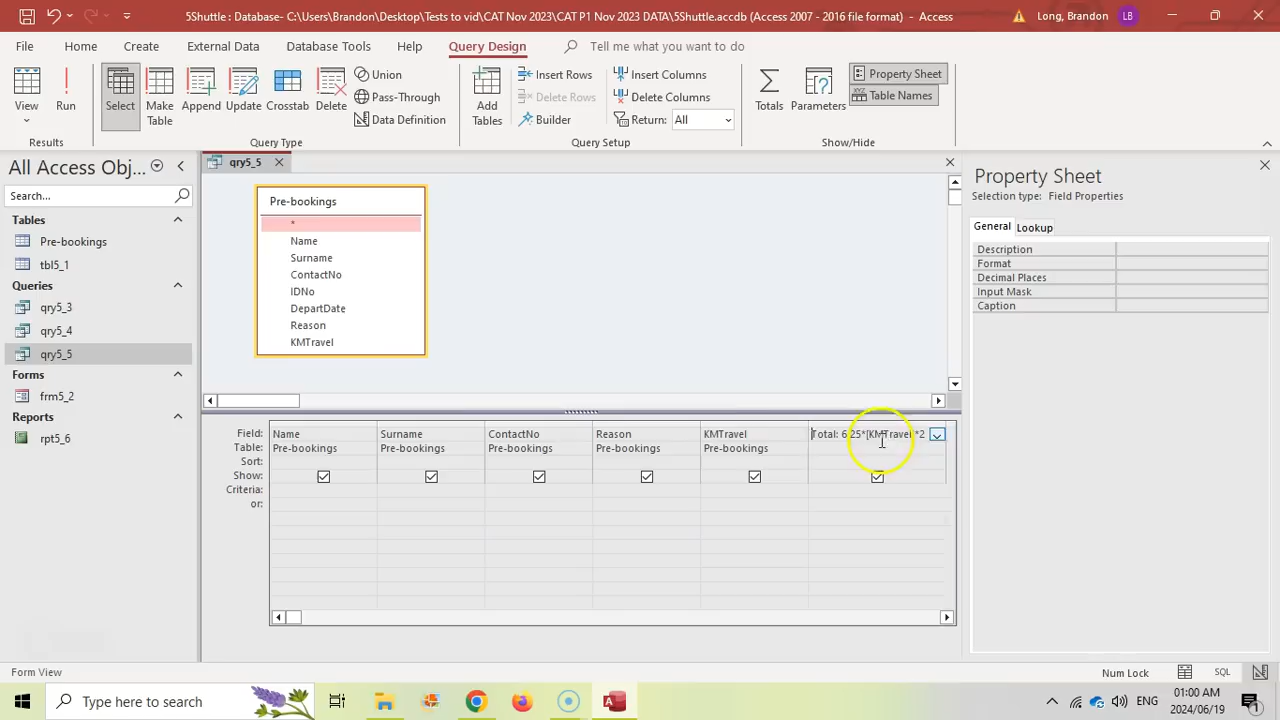 5Shuttle : Database- C:\Users\Brandon\Desktop\Tests to vid\CAT Nov 2023\CAT P1 Nov 2023 DATA\5Shuttle.accdb (Access 2007 - 2016 file format) - Access
Long, Brandon
LB
File Home Create External Data Database Tools Help Query Design Tell me what you want to do
View Run Select Make Table Append Update Crosstab Delete
Union
Pass-Through
Data Definition
Add Tables
Insert Rows
Delete Rows
Builder
Insert Columns
Delete Columns
Return: All
Totals Parameters
Property Sheet
Table Names
Results Query Type Query Setup Show/Hide
All Access Obj...
Search...
Tables
Pre-bookings
tbl5_1
Queries
qry5_3
qry5_4
qry5_5
Forms
frm5_2
Reports
rpt5_6
qry5_5
Pre-bookings
*
Name
Surname
ContactNo
IDNo
DepartDate
Reason
KMTravel
Field: Name Surname ContactNo Reason KMTravel Total: 6.25*[KMTravel]*2
Table: Pre-bookings Pre-bookings Pre-bookings Pre-bookings Pre-bookings
Sort:
Show:
Criteria:
or:
Property Sheet
Selection type: Field Properties
General Lookup
Description
Format
Decimal Places
Input Mask
Caption
Form View
Num Lock
SQL
Type here to search
01:00 AM
2024/06/19
1